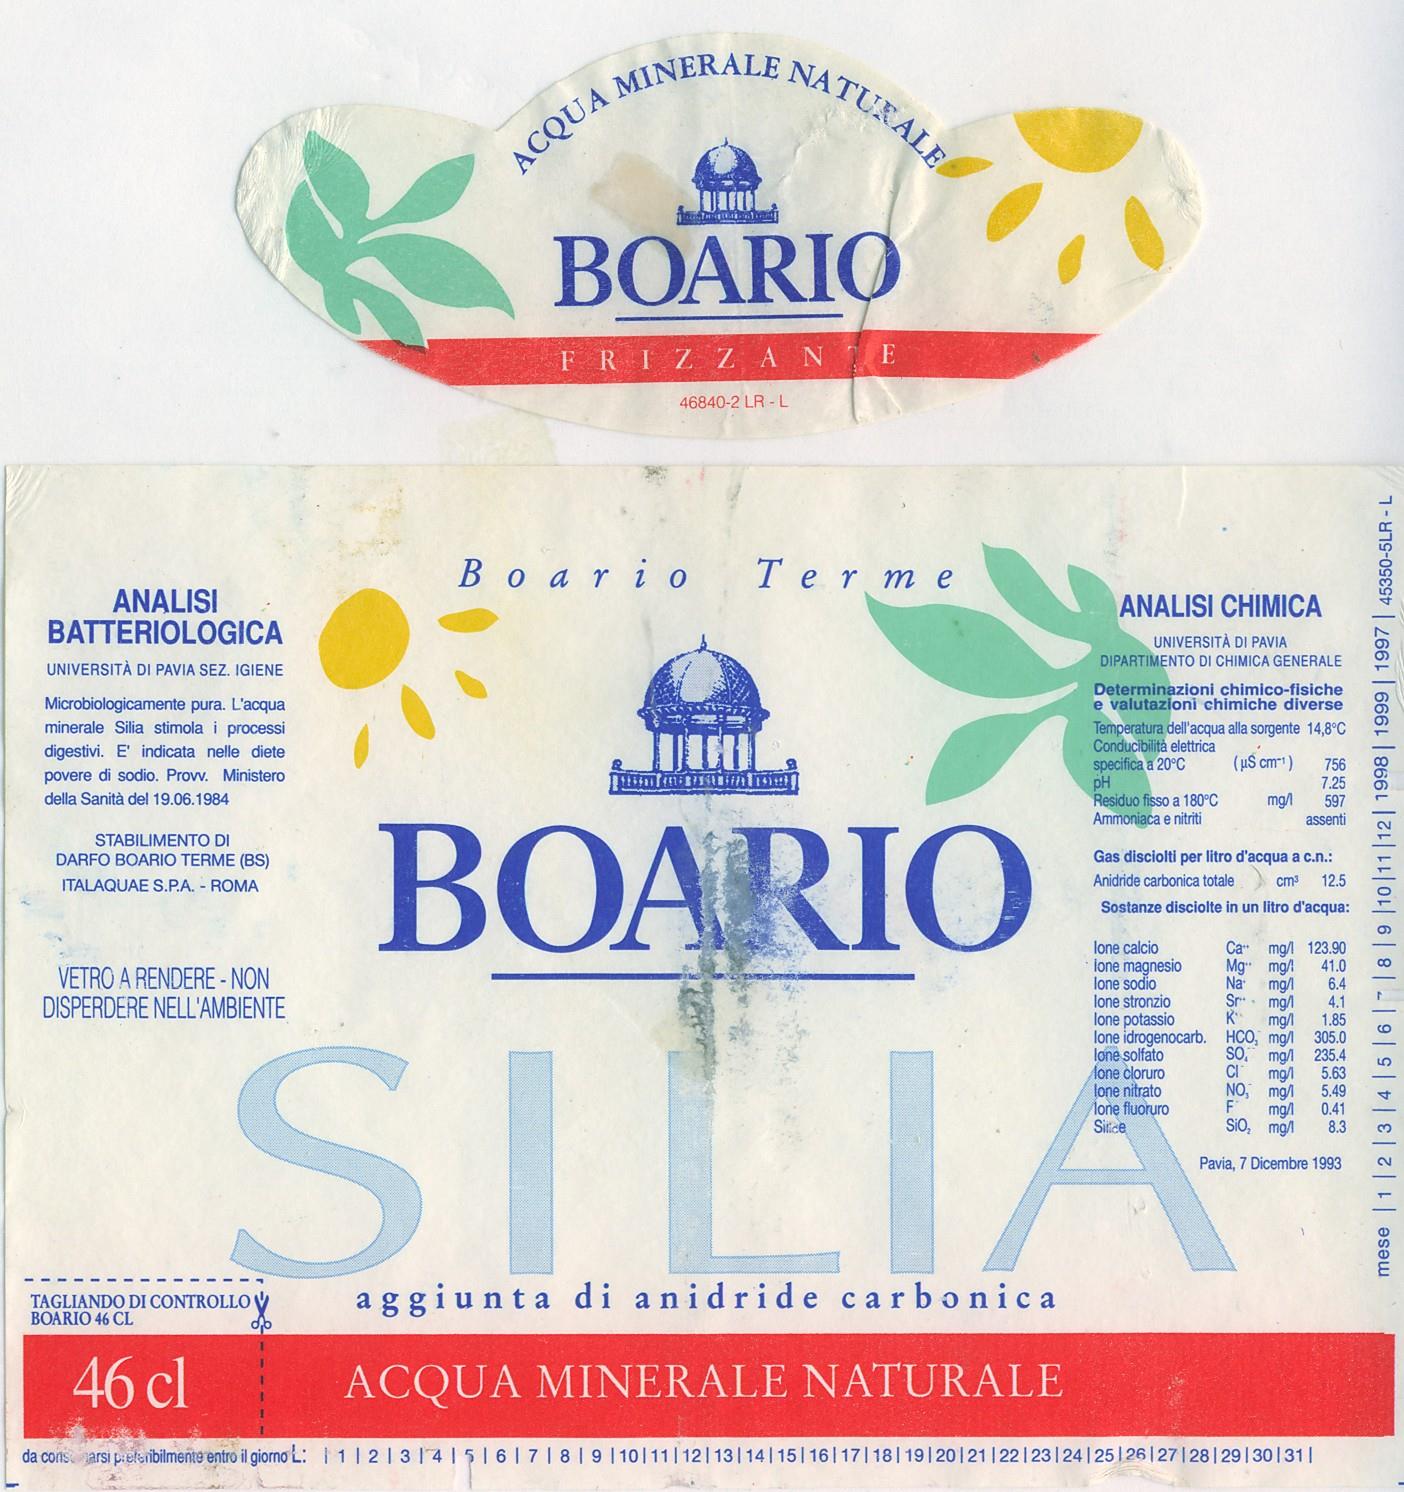 ACQUA MINERALE NATURALE
BOARIO
FRIZZANTE
46840-2 LR - L
Boario Terme
BOARIO
SILIA
aggiunta di anidride carbonica
ACQUA MINERALE NATURALE
ANALISI
BATTERIOLOGICA
UNIVERSITÀ DI PAVIA SEZ. IGIENE
Microbiologicamente pura. L'acqua
minerale Silia stimola i processi
digestivi. E' indicata nelle diete
povere di sodio. Provv. Ministero
della Sanità del 19.06.1984
STABILIMENTO DI
DARFO BOARIO TERME (BS)
ITALAQUAE S.P.A. - ROMA
VETRO A RENDERE - NON
DISPERDERE NELL'AMBIENTE
TAGLIANDO DI CONTROLLO
BOARIO 46 CL
46 cl
ANALISI CHIMICA
UNIVERSITÀ DI PAVIA
DIPARTIMENTO DI CHIMICA GENERALE
Determinazioni chimico-fisiche
e valutazioni chimiche diverse
Temperatura dell'acqua alla sorgente 14,8°C
Conducibilità elettrica
specifica a 20°C (µS cm⁻¹) 756
pH 7.25
Residuo fisso a 180°C mg/l 597
Ammoniaca e nitriti assenti
Gas disciolti per litro d'acqua a c.n.:
Anidride carbonica totale cm³ 12.5
Sostanze disciolte in un litro d'acqua:
Ione calcio Ca⁺⁺ mg/l 123.90
Ione magnesio Mg⁺⁺ mg/l 41.0
Ione sodio Na⁺ mg/l 6.4
Ione stronzio Sr⁺⁺ mg/l 4.1
Ione potassio K⁺ mg/l 1.85
Ione idrogenocarb. HCO₃⁻ mg/l 305.0
Ione solfato SO₄⁻⁻ mg/l 235.4
Ione cloruro Cl⁻ mg/l 5.63
Ione nitrato NO₃⁻ mg/l 5.49
Ione fluoruro F⁻ mg/l 0.41
Silice SiO₂ mg/l 8.3
Pavia, 7 Dicembre 1993
mese | 1 | 2 | 3 | 4 | 5 | 6 | 7 | 8 | 9 | 10 | 11 | 12 | 1998 | 1999 | 1997 | 45350-5LR - L
da consumarsi preferibilmente entro il giorno L: | 1 | 2 | 3 | 4 | 5 | 6 | 7 | 8 | 9 | 10 | 11 | 12 | 13 | 14 | 15 | 16 | 17 | 18 | 19 | 20 | 21 | 22 | 23 | 24 | 25 | 26 | 27 | 28 | 29 | 30 | 31 |